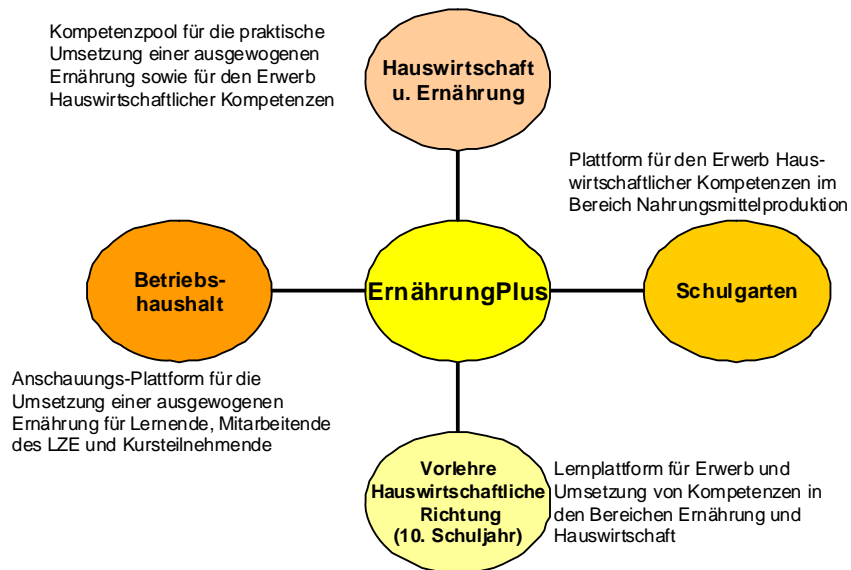 Kompetenzpool für die praktische
Umsetzung einer ausgewogenen
Ernährung sowie für den Erwerb
Hauswirtschaftlicher Kompetenzen
Hauswirtschaft
u. Ernährung
Plattform für den Erwerb Haus-
wirtschaftlicher Kompetenzen im
Bereich Nahrungsmittelproduktion
Betriebs-
haushalt
ErnährungPlus
Schulgarten
Anschauungs-Plattform für die
Umsetzung einer ausgewogenen
Ernährung für Lernende, Mitarbeitende
des LZE und Kursteilnehmende
Vorlehre
Hauswirtschaftliche
Richtung
(10. Schuljahr)
Lernplattform für Erwerb und
Umsetzung von Kompetenzen in
den Bereichen Ernährung und
Hauswirtschaft